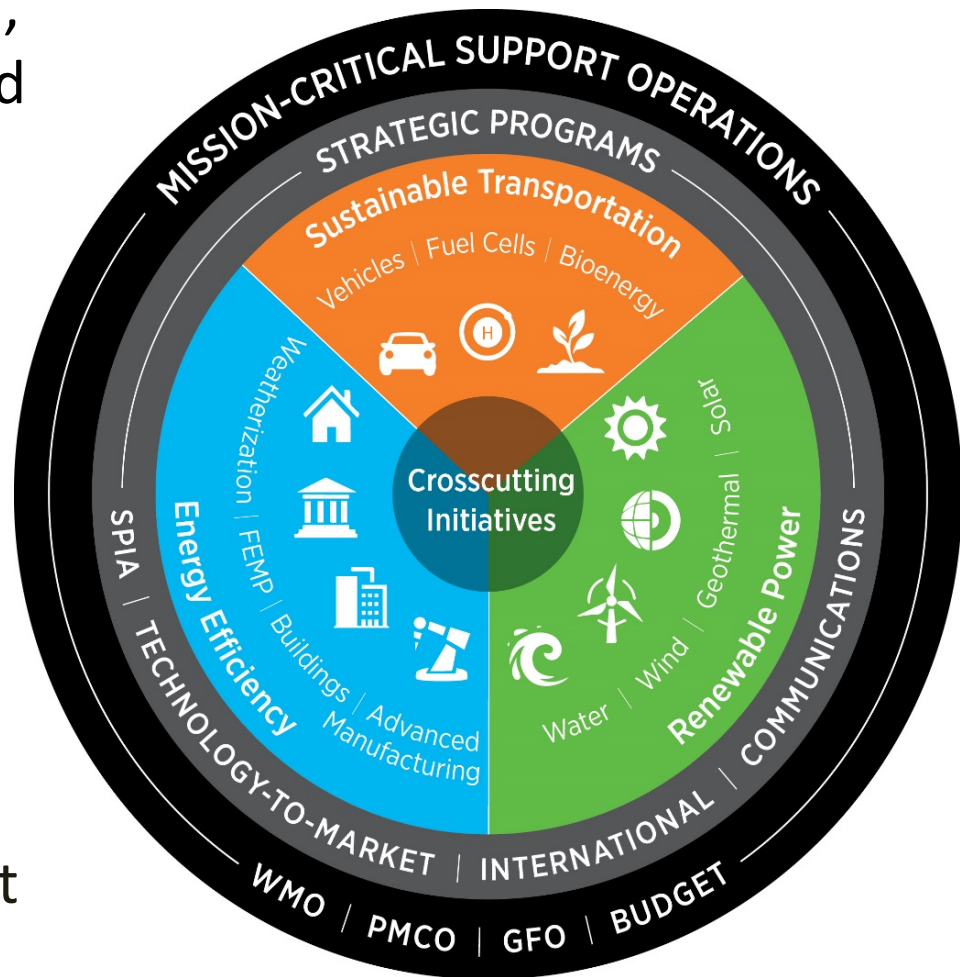 ,
d
MISSION-CRITICAL SUPPORT OPERATIONS
STRATEGIC PROGRAMS
Sustainable Transportation
Vehicles | Fuel Cells | Bioenergy
H
Weatherization | FEMP | Buildings | Advanced
Manufacturing
Energy Efficiency
Crosscutting
Initiatives
Solar | Geothermal | Wind | Water
Renewable Power
SPIA | TECHNOLOGY-TO-MARKET | INTERNATIONAL | COMMUNICATIONS
WMO | PMCO | GFO | BUDGET
t